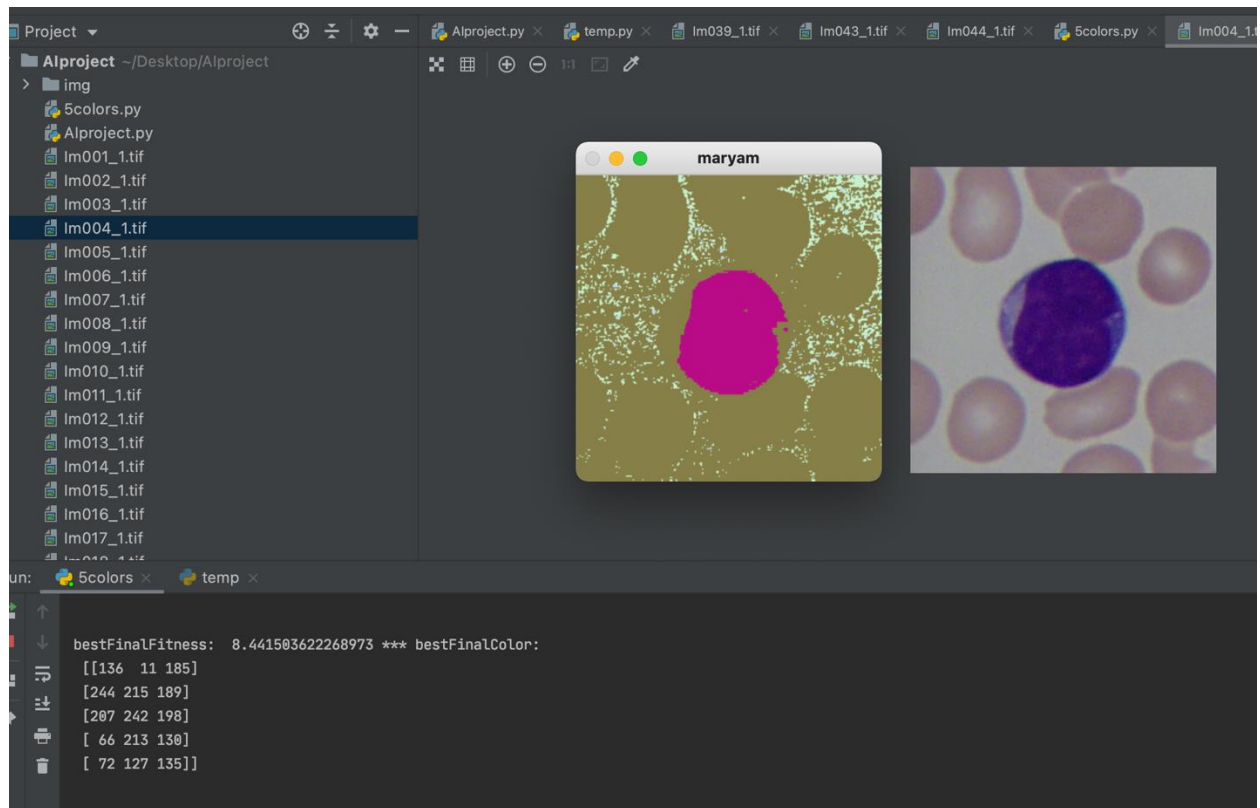 Project
AIproject.py
temp.py
Im039_1.tif
Im043_1.tif
Im044_1.tif
5colors.py
Im004_1.t
AIproject ~/Desktop/AIproject
img
5colors.py
AIproject.py
Im001_1.tif
Im002_1.tif
Im003_1.tif
Im004_1.tif
Im005_1.tif
Im006_1.tif
Im007_1.tif
Im008_1.tif
Im009_1.tif
Im010_1.tif
Im011_1.tif
Im012_1.tif
Im013_1.tif
Im014_1.tif
Im015_1.tif
Im016_1.tif
Im017_1.tif
1:1
maryam
un:
5colors
temp
bestFinalFitness:  8.441503622268973 *** bestFinalColor:
[[136  11 185]
[244 215 189]
[207 242 198]
[ 66 213 130]
[ 72 127 135]]